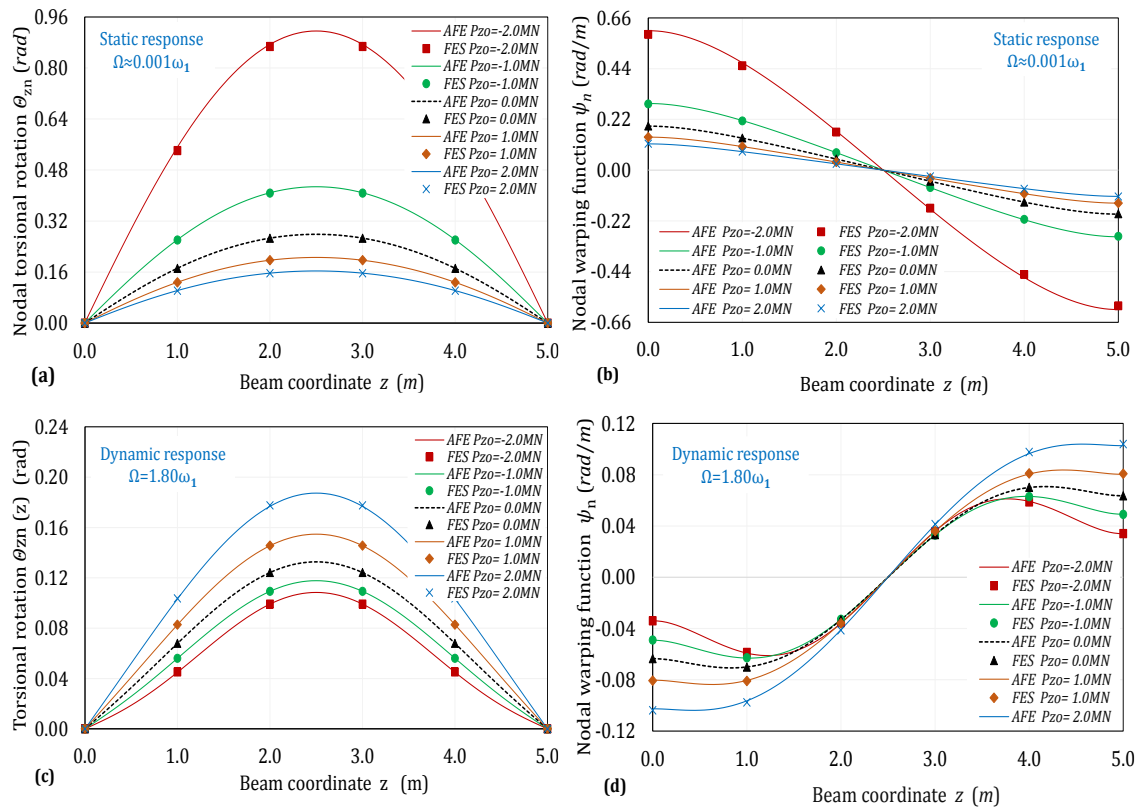 0.96
0.80
0.64
0.48
0.32
0.16
0.00
Nodal torsional rotation θzn (rad)
Static response
Ω≈0.001ω1
AFE Pzo=-2.0MN
FES Pzo=-2.0MN
AFE Pzo=-1.0MN
FES Pzo=-1.0MN
AFE Pzo= 0.0MN
FES Pzo= 0.0MN
AFE Pzo= 1.0MN
FES Pzo= 1.0MN
AFE Pzo= 2.0MN
FES Pzo= 2.0MN
0.0 1.0 2.0 3.0 4.0 5.0
Beam coordinate z (m)
(a)
0.66
0.44
0.22
0.00
-0.22
-0.44
-0.66
Nodal warping function ψn (rad/m)
Static response
Ω≈0.001ω1
AFE Pzo=-2.0MN FES Pzo=-2.0MN
AFE Pzo=-1.0MN FES Pzo=-1.0MN
AFE Pzo= 0.0MN FES Pzo= 0.0MN
AFE Pzo= 1.0MN FES Pzo= 1.0MN
AFE Pzo= 2.0MN FES Pzo= 2.0MN
0.0 1.0 2.0 3.0 4.0 5.0
Beam coordinate z (m)
(b)
0.24
0.20
0.16
0.12
0.08
0.04
0.00
Torsional rotation θzn (z) (rad)
Dynamic response
Ω=1.80ω1
AFE Pzo=-2.0MN
FES Pzo=-2.0MN
AFE Pzo=-1.0MN
FES Pzo=-1.0MN
AFE Pzo= 0.0MN
FES Pzo= 0.0MN
AFE Pzo= 1.0MN
FES Pzo= 1.0MN
AFE Pzo= 2.0MN
FES Pzo= 2.0MN
0.0 1.0 2.0 3.0 4.0 5.0
Beam coordinate z (m)
(c)
0.12
0.08
0.04
0.00
-0.04
-0.08
-0.12
Nodal warping function ψn (rad/m)
Dynamic response
Ω=1.80ω1
AFE Pzo=-2.0MN
FES Pzo=-2.0MN
AFE Pzo=-1.0MN
FES Pzo=-1.0MN
AFE Pzo= 0.0MN
FES Pzo= 0.0MN
AFE Pzo= 1.0MN
FES Pzo= 1.0MN
AFE Pzo= 2.0MN
0.0 1.0 2.0 3.0 4.0 5.0
Beam coordinate z (m)
(d)